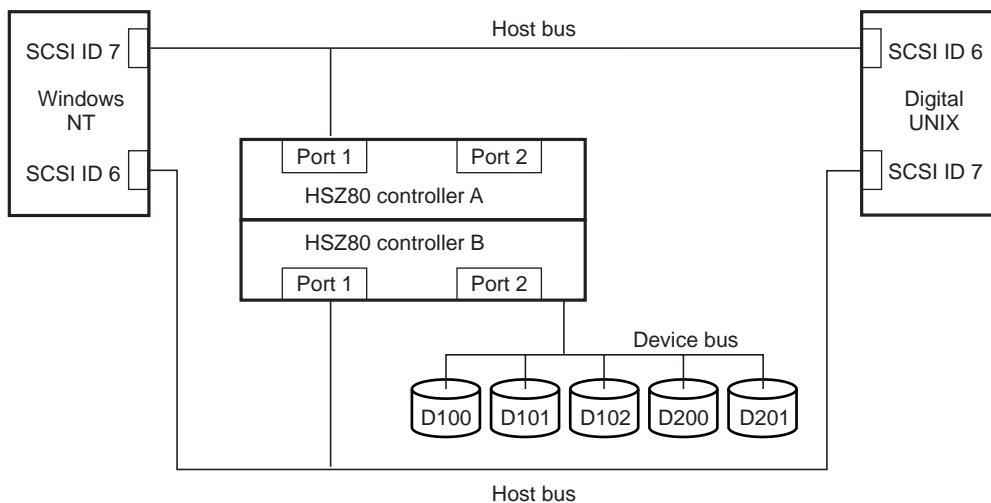 Host bus
SCSI ID 7
Windows
NT
SCSI ID 6
SCSI ID 6
Digital
UNIX
SCSI ID 7
Port 1
Port 2
HSZ80 controller A
HSZ80 controller B
Port 1
Port 2
Device bus
D100
D101
D102
D200
D201
Host bus